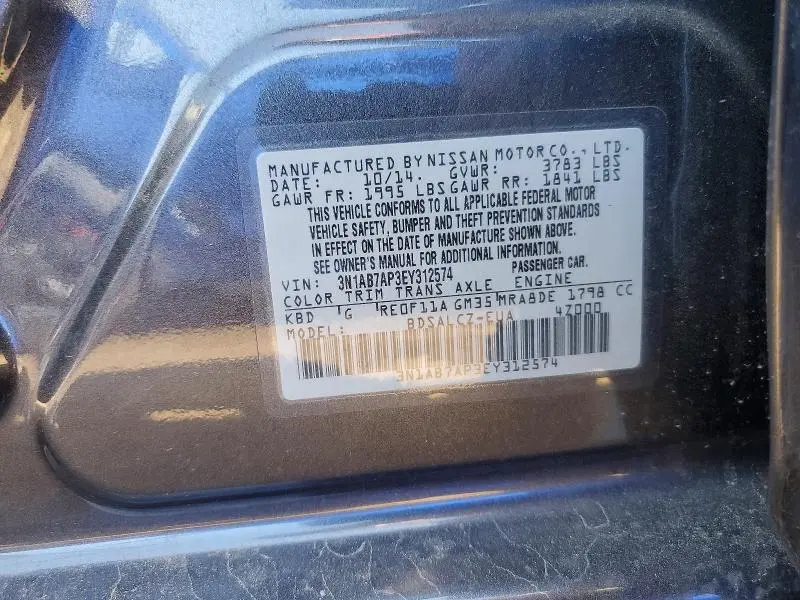 MANUFACTURED BY NISSAN MOTOR CO., LTD.
DATE: 10/14. GVWR: 3783 LBS
GAWR FR: 1995 LBS GAWR RR: 1841 LBS
THIS VEHICLE CONFORMS TO ALL APPLICABLE FEDERAL MOTOR
VEHICLE SAFETY, BUMPER AND THEFT PREVENTION STANDARDS
IN EFFECT ON THE DATE OF MANUFACTURE SHOWN ABOVE.
SEE OWNER'S MANUAL FOR ADDITIONAL INFORMATION.
VIN: 3N1AB7AP3EY312574 PASSENGER CAR.
COLOR TRIM TRANS AXLE ENGINE
KBD G RE0F11A GM35 MRA8DE 1798 CC
MODEL: BDSALCZ-EUA 4Z000
3N1AB7AP3EY312574